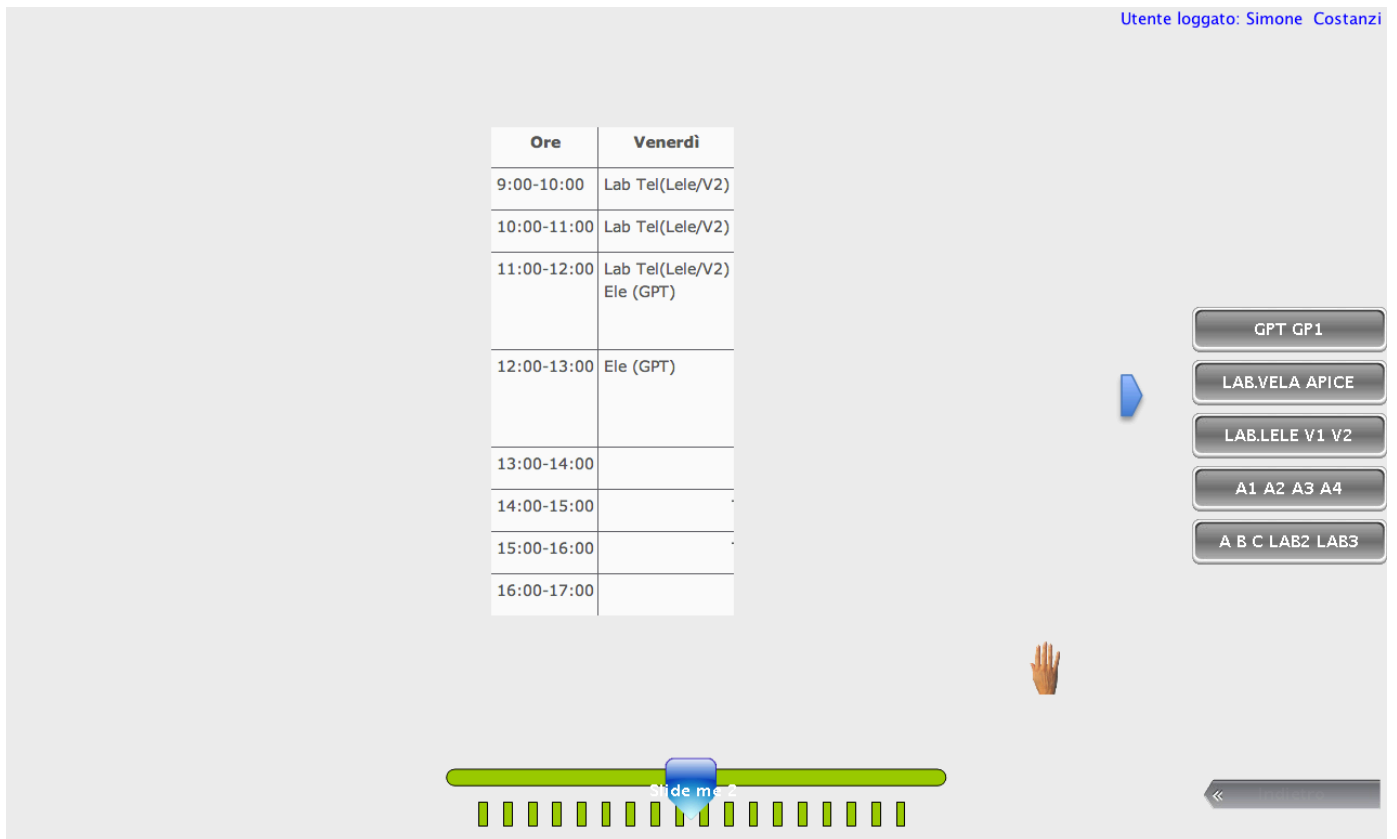 Utente loggato: Simone  Costanzi
Ore Venerdì
9:00-10:00 Lab Tel(Lele/V2)
10:00-11:00 Lab Tel(Lele/V2)
11:00-12:00 Lab Tel(Lele/V2)
Ele (GPT)
12:00-13:00 Ele (GPT)
13:00-14:00
14:00-15:00
15:00-16:00
16:00-17:00
GPT GP1
LAB.VELA APICE
LAB.LELE V1 V2
A1 A2 A3 A4
A B C LAB2 LAB3
Slide me 2
« Indietro